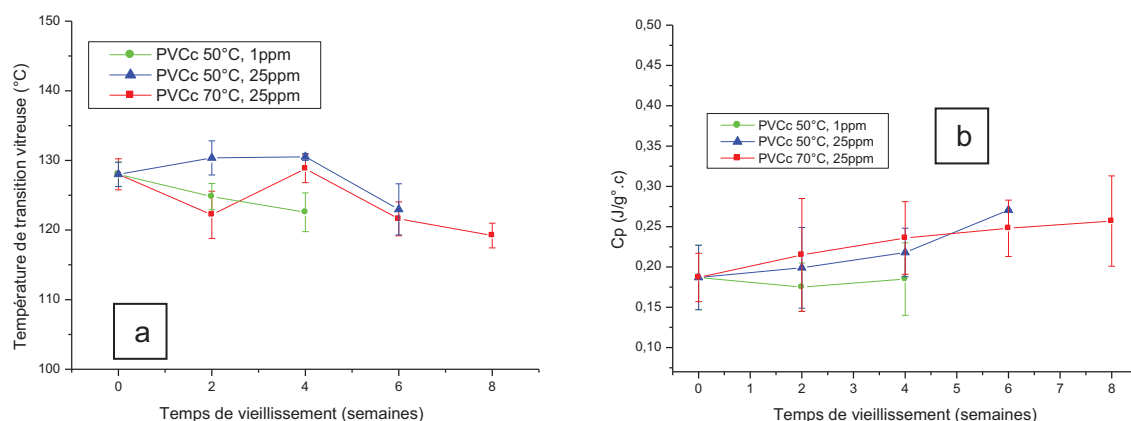 Température de transition vitreuse (°C)
150
140
130
120
110
100
PVCc 50°C, 1ppm
PVCc 50°C, 25ppm
PVCc 70°C, 25ppm
a
0 2 4 6 8
Temps de vieillissement (semaines)
Cp (J/g°.c)
0,50
0,45
0,40
0,35
0,30
0,25
0,20
0,15
0,10
PVCc 50°C, 1ppm
PVCc 50°C, 25ppm
PVCc 70°C, 25ppm
b
0 1 2 3 4 5 6 7 8
Temps de vieillissement (semaines)